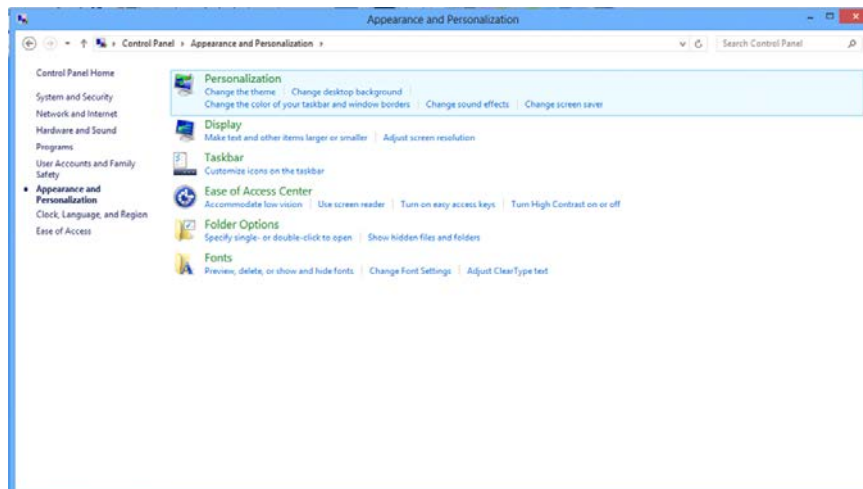 Appearance and Personalization
Control Panel Appearance and Personalization
Search Control Panel
Control Panel Home
System and Security
Network and Internet
Hardware and Sound
Programs
User Accounts and Family
Safety
Appearance and
Personalization
Clock, Language, and Region
Ease of Access
Personalization
Change the theme Change desktop background
Change the color of your taskbar and window borders Change sound effects Change screen saver
Display
Make text and other items larger or smaller Adjust screen resolution
Taskbar
Customize icons on the taskbar
Ease of Access Center
Accommodate low vision Use screen reader Turn on easy access keys Turn High Contrast on or off
Folder Options
Specify single- or double-click to open Show hidden files and folders
Fonts
Preview, delete, or show and hide fonts Change Font Settings Adjust ClearType text